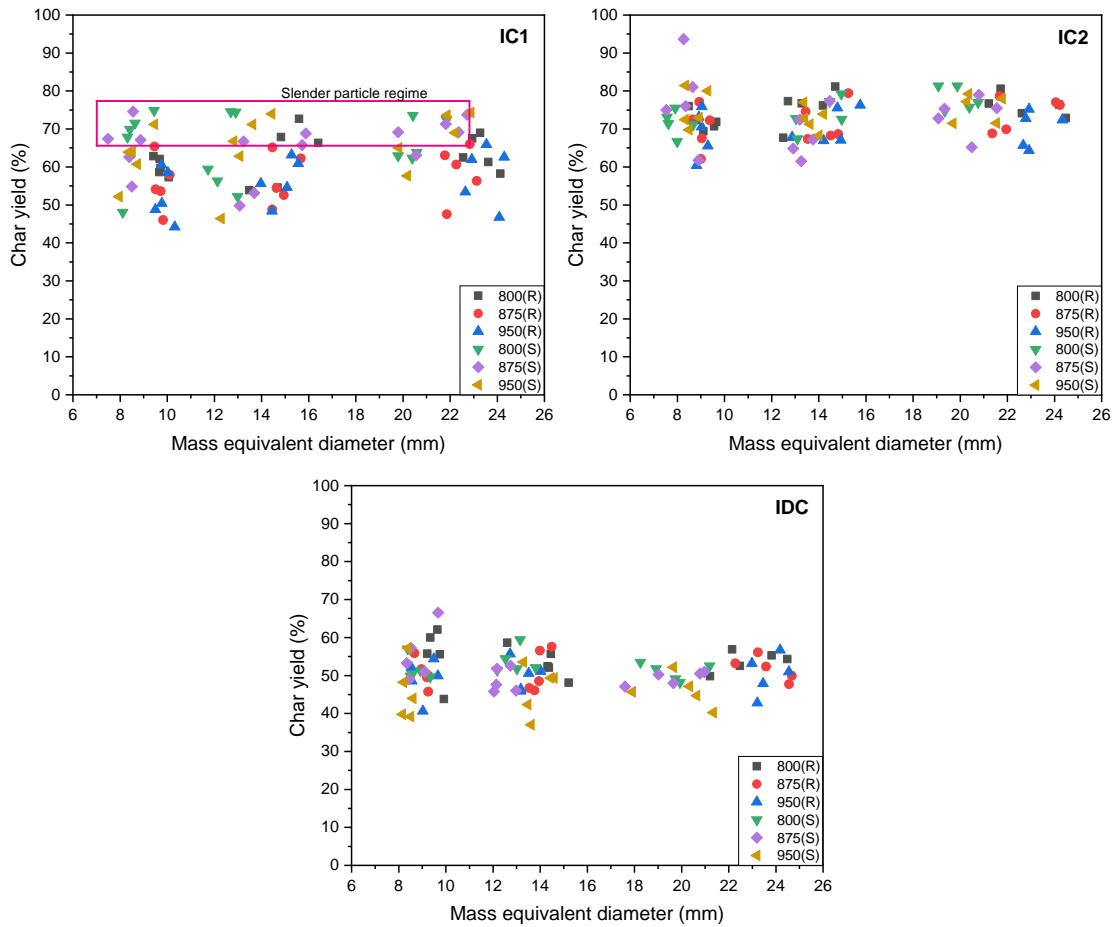 IC1
Slender particle regime
100
90
80
70
60
50
40
30
20
10
0
Char yield (%)
6 8 10 12 14 16 18 20 22 24 26
Mass equivalent diameter (mm)
800(R)
875(R)
950(R)
800(S)
875(S)
950(S)
IC2
100
90
80
70
60
50
40
30
20
10
0
Char yield (%)
6 8 10 12 14 16 18 20 22 24 26
Mass equivalent diameter (mm)
800(R)
875(R)
950(R)
800(S)
875(S)
950(S)
IDC
100
90
80
70
60
50
40
30
20
10
0
Char yield (%)
6 8 10 12 14 16 18 20 22 24 26
Mass equivalent diameter (mm)
800(R)
875(R)
950(R)
800(S)
875(S)
950(S)